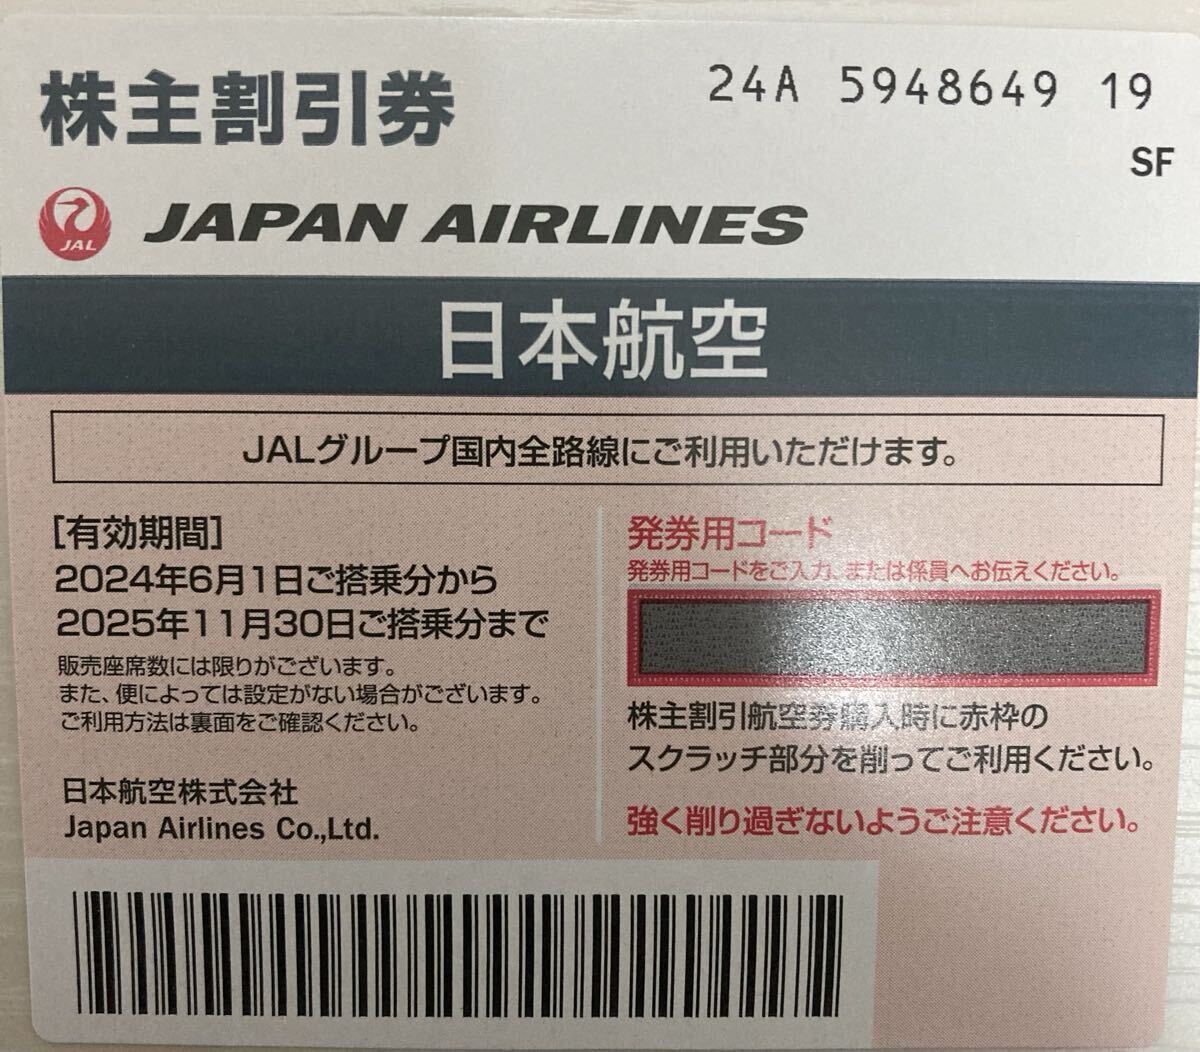 株主割引券
24A 5948649 19
SF
JAL JAPAN AIRLINES
日本航空
JALグループ国内全路線にご利用いただけます。
[有効期間]
2024年6月1日ご搭乗分から
2025年11月30日ご搭乗分まで
販売座席数には限りがございます。
また、便によっては設定がない場合がございます。
ご利用方法は裏面をご確認ください。
日本航空株式会社
Japan Airlines Co.,Ltd.
発券用コード
発券用コードをご入力、または係員へお伝えください。
株主割引航空券購入時に赤枠の
スクラッチ部分を削ってご利用ください。
強く削り過ぎないようご注意ください。